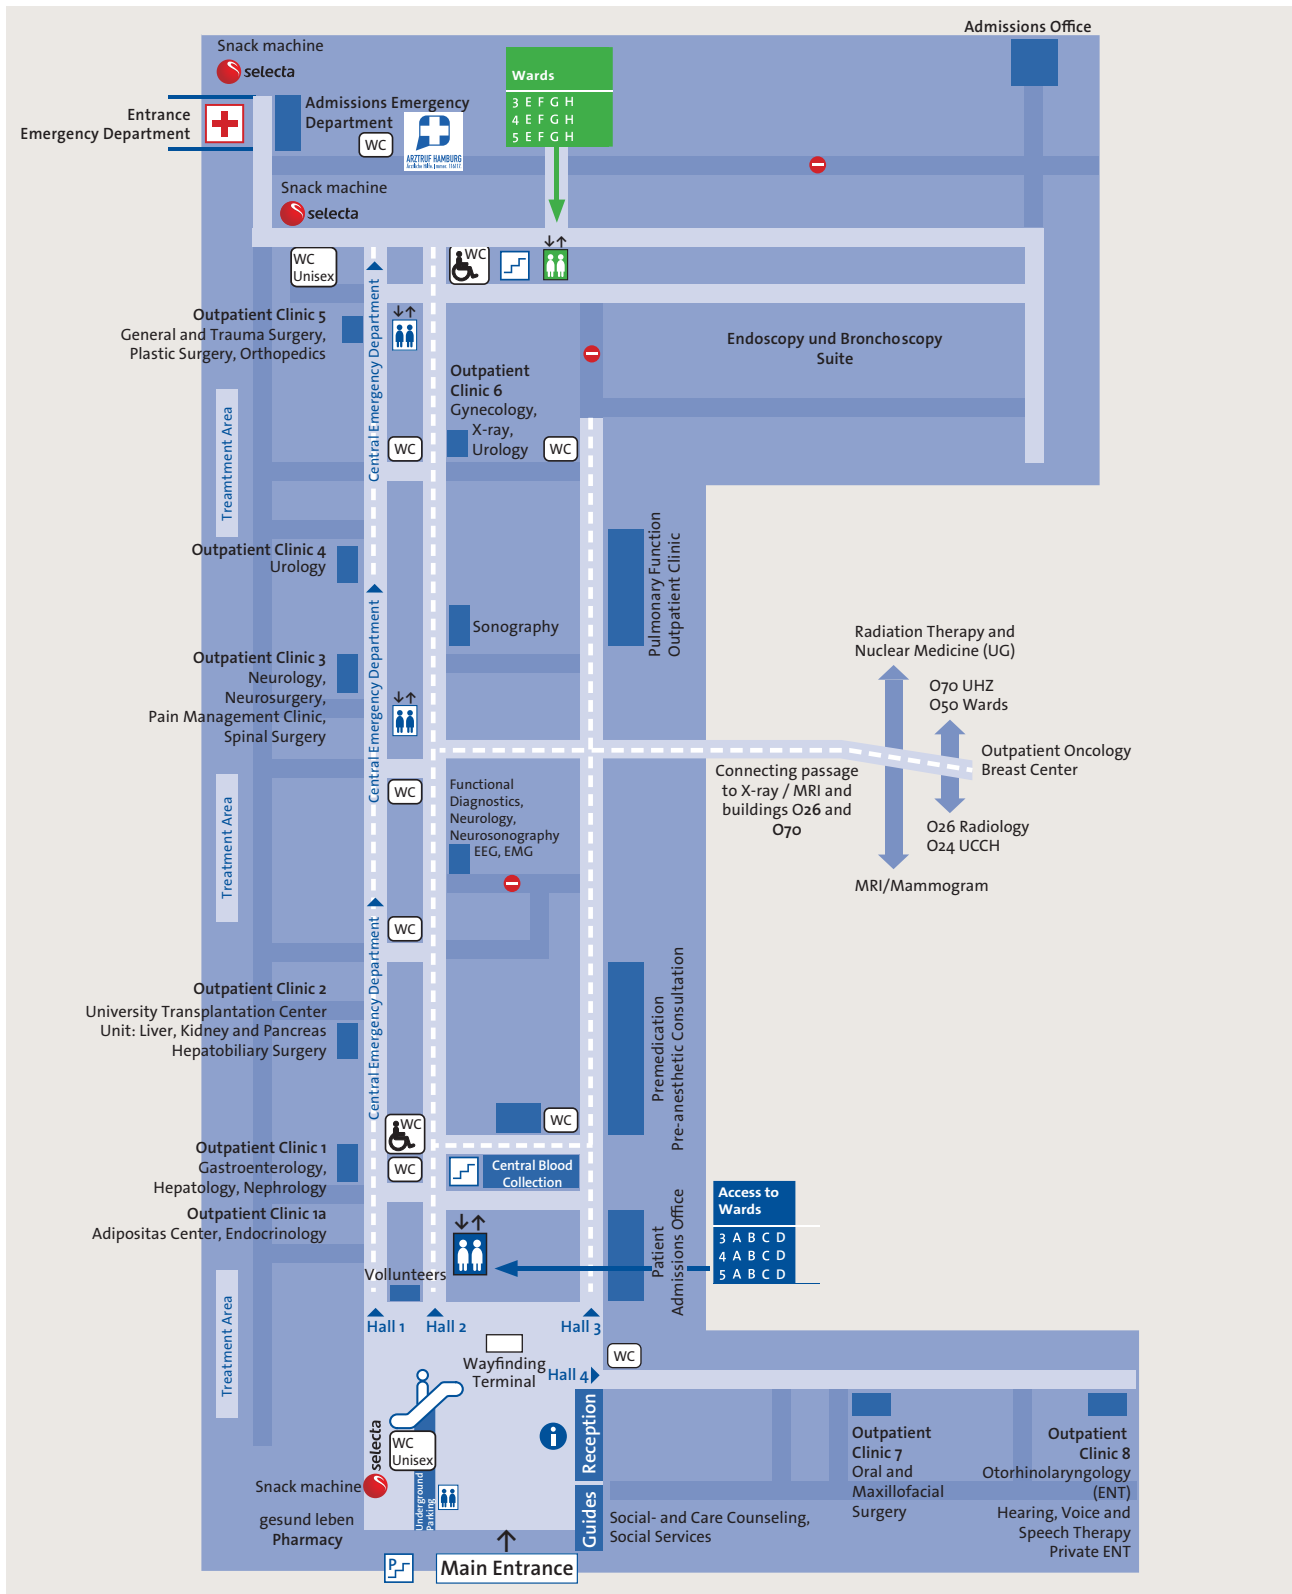 Admissions Office
Snack machine
selecta
Wards
3 E F G H
4 E F G H
5 E F G H
Entrance
Emergency Department
Admissions Emergency
Department
WC
ARZTRUF HAMBURG
Snack machine
selecta
WC
Unisex
WC
Central Emergency Department
Outpatient Clinic 5
General and Trauma Surgery,
Plastic Surgery, Orthopedics
Endoscopy und Bronchoscopy
Suite
Outpatient
Clinic 6
Gynecology,
X-ray,
Urology
WC
WC
Treamtment Area
Outpatient Clinic 4
Urology
Pulmonary Function
Outpatient Clinic
Central Emergency Department
Sonography
Outpatient Clinic 3
Neurology,
Neurosurgery,
Pain Management Clinic,
Spinal Surgery
Radiation Therapy and
Nuclear Medicine (UG)
O70 UHZ
O50 Wards
Outpatient Oncology
Breast Center
Connecting passage
to X-ray / MRI and
buildings O26 and
O70
O26 Radiology
O24 UCCH
MRI/Mammogram
WC
Functional
Diagnostics,
Neurology,
Neurosonography
EEG, EMG
Treatment Area
WC
Central Emergency Department
Outpatient Clinic 2
University Transplantation Center
Unit: Liver, Kidney and Pancreas
Hepatobiliary Surgery
Premedication
Pre-anesthetic Consultation
WC
WC
WC
Outpatient Clinic 1
Gastroenterology,
Hepatology, Nephrology
Central Blood
Collection
Outpatient Clinic 1a
Adipositas Center, Endocrinology
Patient
Admissions Office
Access to
Wards
3 A B C D
4 A B C D
5 A B C D
Vollunteers
Hall 1
Hall 2
Hall 3
Treatment Area
Wayfinding
Terminal
Hall 4
WC
selecta
WC
Unisex
i
Reception
Outpatient
Clinic 7
Oral and
Maxillofacial
Surgery
Outpatient
Clinic 8
Otorhinolaryngology
(ENT)
Hearing, Voice and
Speech Therapy
Private ENT
Snack machine
Underground
Parking
Guides
Social- and Care Counseling,
Social Services
gesund leben
Pharmacy
P
Main Entrance